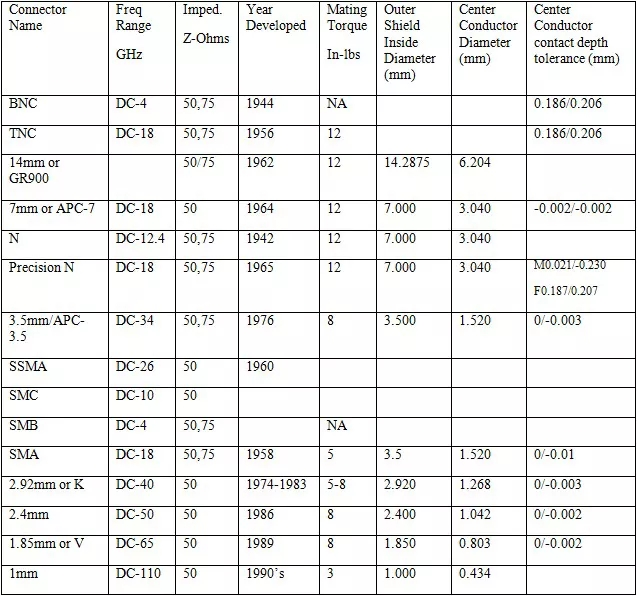 Connector Name Freq Range GHz Imped. Z-Ohms Year Developed Mating Torque In-lbs Outer Shield Inside Diameter (mm) Center Conductor Diameter (mm) Center Conductor contact depth tolerance (mm)
BNC DC-4 50,75 1944 NA 0.186/0.206
TNC DC-18 50,75 1956 12 0.186/0.206
14mm or GR900 50/75 1962 12 14.2875 6.204
7mm or APC-7 DC-18 50 1964 12 7.000 3.040 -0.002/-0.002
N DC-12.4 50,75 1942 12 7.000 3.040
Precision N DC-18 50,75 1965 12 7.000 3.040 M0.021/-0.230
F0.187/0.207
3.5mm/APC-3.5 DC-34 50,75 1976 8 3.500 1.520 0/-0.003
SSMA DC-26 50 1960
SMC DC-10 50
SMB DC-4 50,75 NA
SMA DC-18 50,75 1958 5 3.5 1.520 0/-0.01
2.92mm or K DC-40 50 1974-1983 5-8 2.920 1.268 0/-0.003
2.4mm DC-50 50 1986 8 2.400 1.042 0/-0.002
1.85mm or V DC-65 50 1989 8 1.850 0.803 0/-0.002
1mm DC-110 50 1990's 3 1.000 0.434